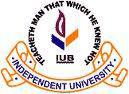 TEACHETH MAN THAT WHICH HE KNEW NOT
IUB
INDEPENDENT UNIVERSITY